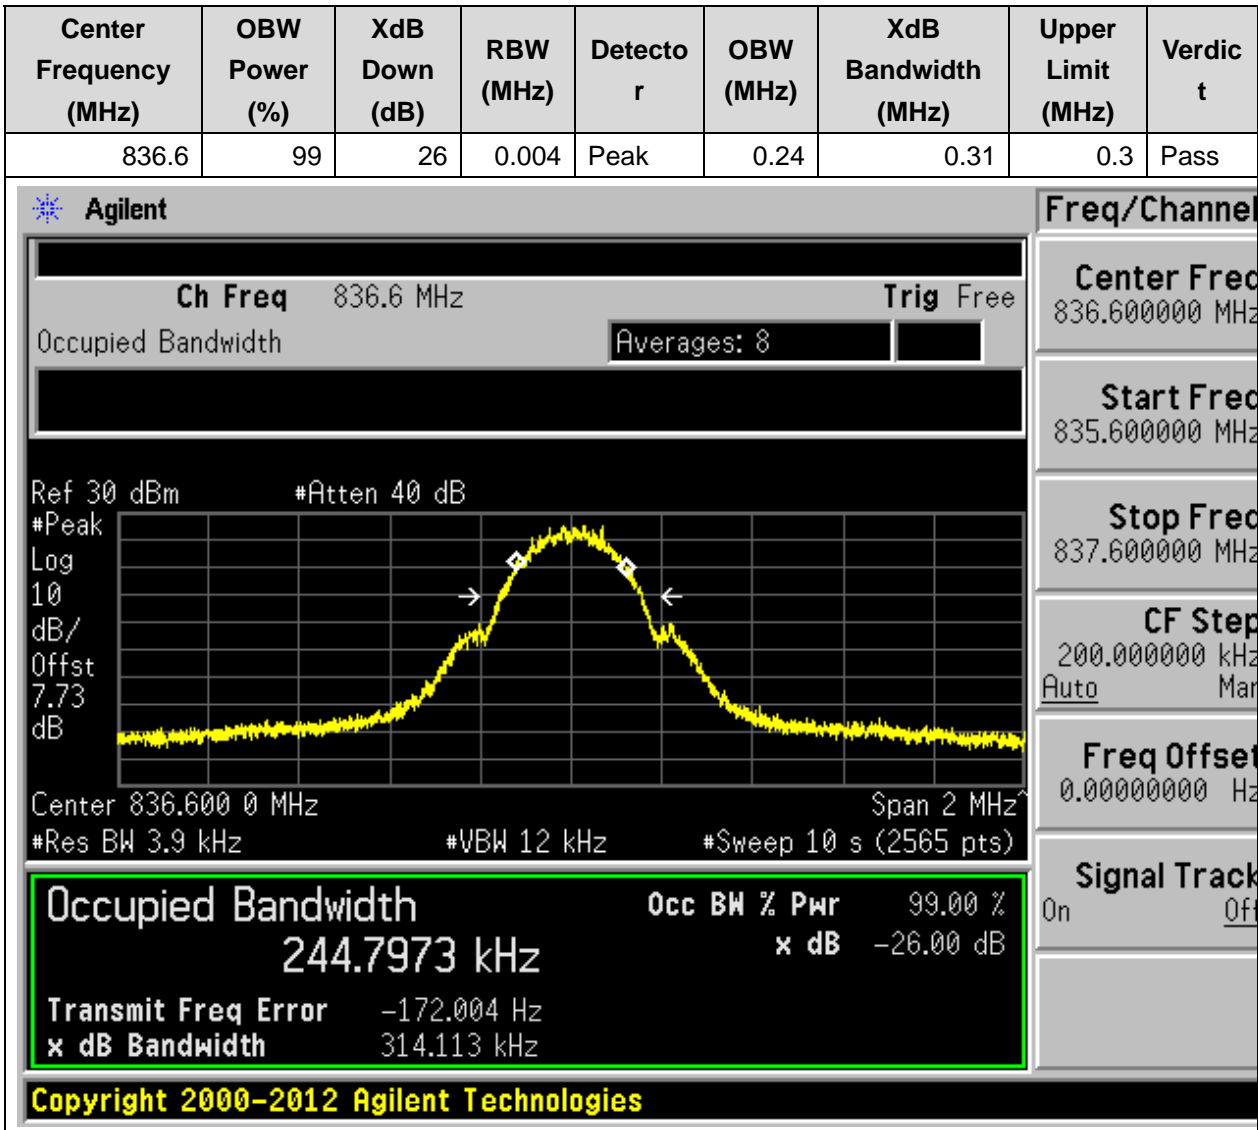 Center Frequency (MHz) OBW Power (%) XdB Down (dB) RBW (MHz) Detecto r OBW (MHz) XdB Bandwidth (MHz) Upper Limit (MHz) Verdic t
836.6 99 26 0.004 Peak 0.24 0.31 0.3 Pass
Agilent
Freq/Channel
Ch Freq 836.6 MHz Trig Free
Occupied Bandwidth Averages: 8
Center Freq
836.600000 MHz
Start Freq
835.600000 MHz
Stop Freq
837.600000 MHz
CF Step
200.000000 kHz
Auto Man
Freq Offset
0.00000000 Hz
Signal Track
On Off
Ref 30 dBm #Atten 40 dB
#Peak
Log
10
dB/
Offst
7.73
dB
Center 836.600 0 MHz Span 2 MHz^
#Res BW 3.9 kHz #VBW 12 kHz #Sweep 10 s (2565 pts)
Occupied Bandwidth Occ BW % Pwr 99.00 %
244.7973 kHz x dB -26.00 dB
Transmit Freq Error -172.004 Hz
x dB Bandwidth 314.113 kHz
Copyright 2000-2012 Agilent Technologies